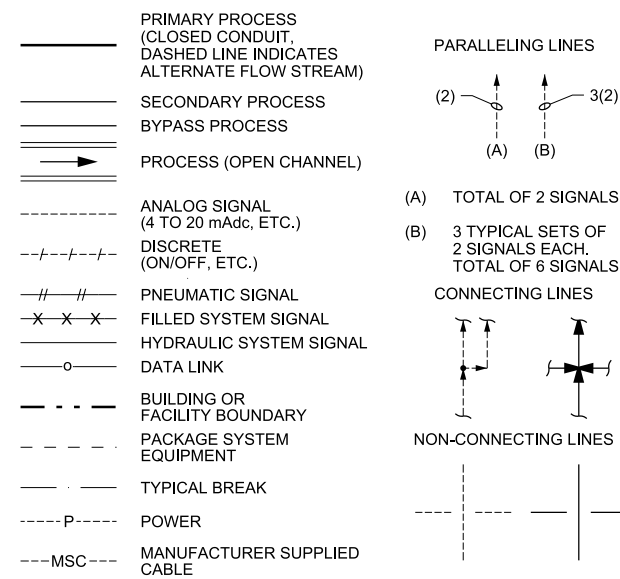 PRIMARY PROCESS
(CLOSED CONDUIT,
DASHED LINE INDICATES
ALTERNATE FLOW STREAM)
SECONDARY PROCESS
BYPASS PROCESS
PROCESS (OPEN CHANNEL)
ANALOG SIGNAL
(4 TO 20 mAdc, ETC.)
DISCRETE
(ON/OFF, ETC.)
PNEUMATIC SIGNAL
X X X FILLED SYSTEM SIGNAL
HYDRAULIC SYSTEM SIGNAL
o DATA LINK
BUILDING OR
FACILITY BOUNDARY
PACKAGE SYSTEM
EQUIPMENT
TYPICAL BREAK
P POWER
MSC MANUFACTURER SUPPLIED
CABLE
PARALLELING LINES
(2) 3(2)
(A) (B)
(A) TOTAL OF 2 SIGNALS
(B) 3 TYPICAL SETS OF
2 SIGNALS EACH.
TOTAL OF 6 SIGNALS
CONNECTING LINES
NON-CONNECTING LINES